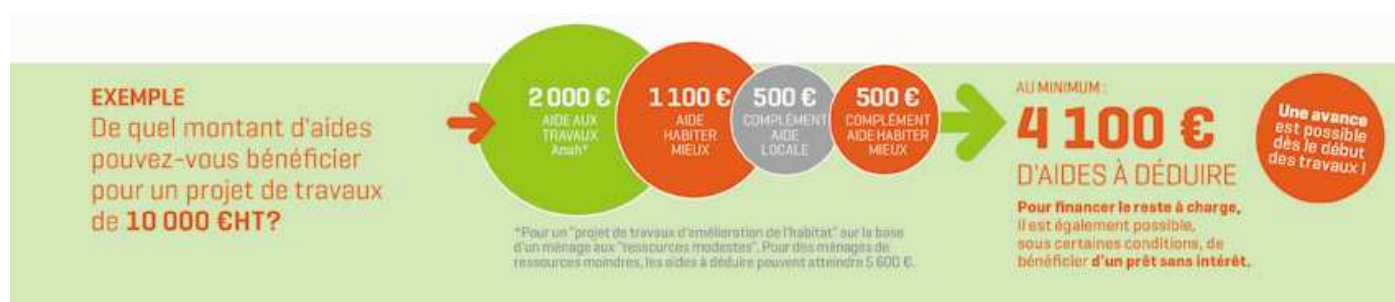 EXEMPLE
De quel montant d'aides
pouvez-vous bénéficier
pour un projet de travaux
de 10 000 €HT?
2 000 €
AIDE AUX
TRAVAUX
Anah*
1 100 €
AIDE
HABITER
MIEUX
500 €
COMPLÉMENT
AIDE
LOCALE
500 €
COMPLÉMENT
AIDE HABITER
MIEUX
*Pour un "projet de travaux d'amélioration de l'habitat" sur la base
d'un ménage aux "ressources modestes". Pour des ménages de
ressources moindres, les aides à déduire peuvent atteindre 5 600 €.
AU MINIMUM :
4 100 €
D'AIDES À DÉDUIRE
Pour financer le reste à charge,
il est également possible,
sous certaines conditions, de
bénéficier d'un prêt sans intérêt.
Une avance
est possible
dès le début
des travaux !